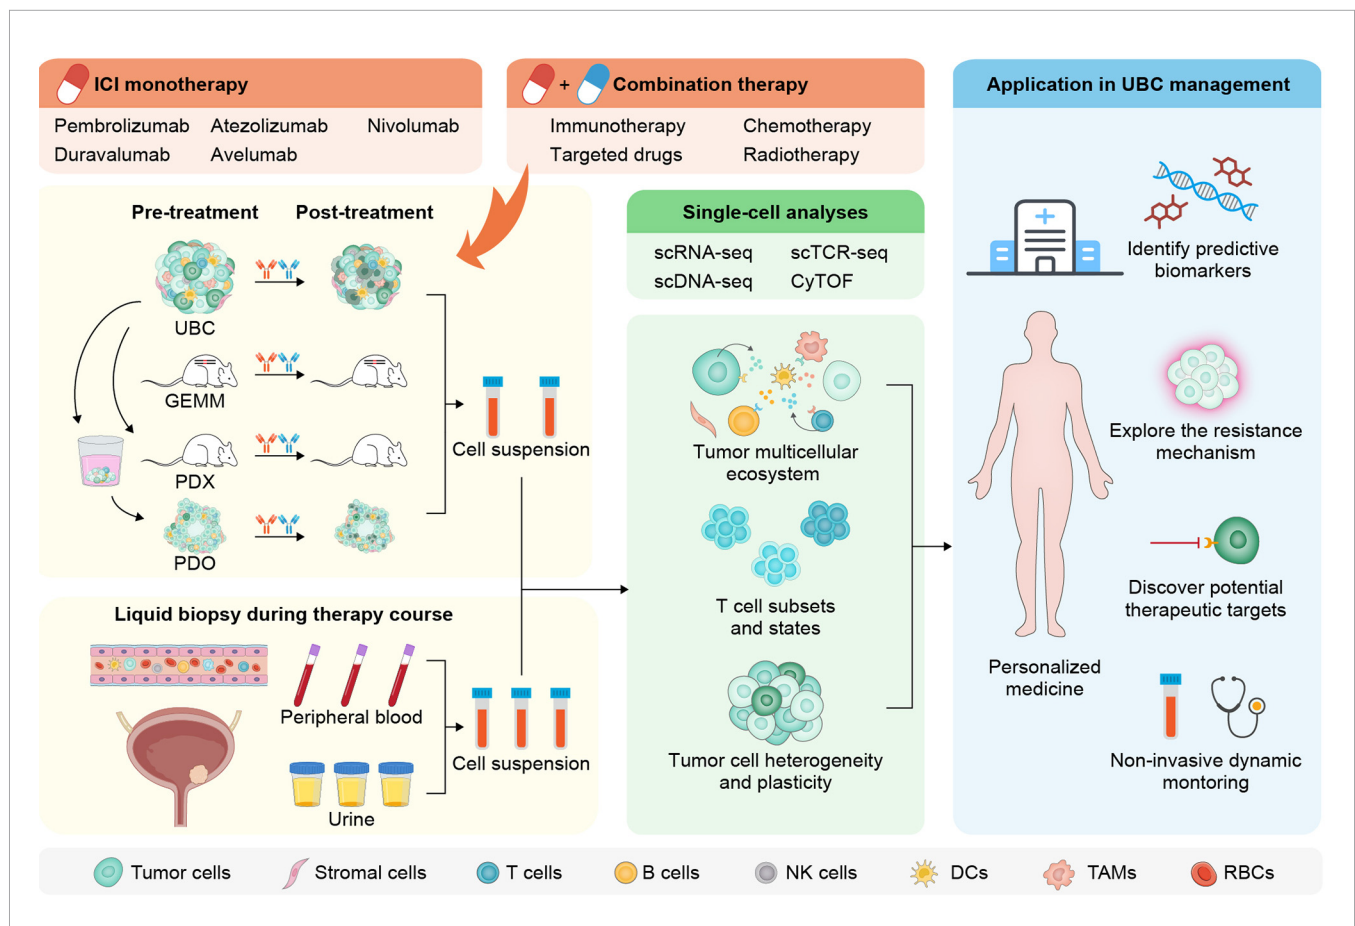 ICI monotherapy
Pembrolizumab Atezolizumab Nivolumab
Duravalumab Avelumab
+ Combination therapy
Immunotherapy Chemotherapy
Targeted drugs Radiotherapy
Pre-treatment Post-treatment
UBC
GEMM
PDX
PDO
Cell suspension
Liquid biopsy during therapy course
Peripheral blood
Urine
Cell suspension
Single-cell analyses
scRNA-seq scTCR-seq
scDNA-seq CyTOF
Tumor multicellular
ecosystem
T cell subsets
and states
Tumor cell heterogeneity
and plasticity
Application in UBC management
Identify predictive
biomarkers
Explore the resistance
mechanism
Discover potential
therapeutic targets
Personalized
medicine
Non-invasive dynamic
montoring
Tumor cells Stromal cells T cells B cells NK cells DCs TAMs RBCs